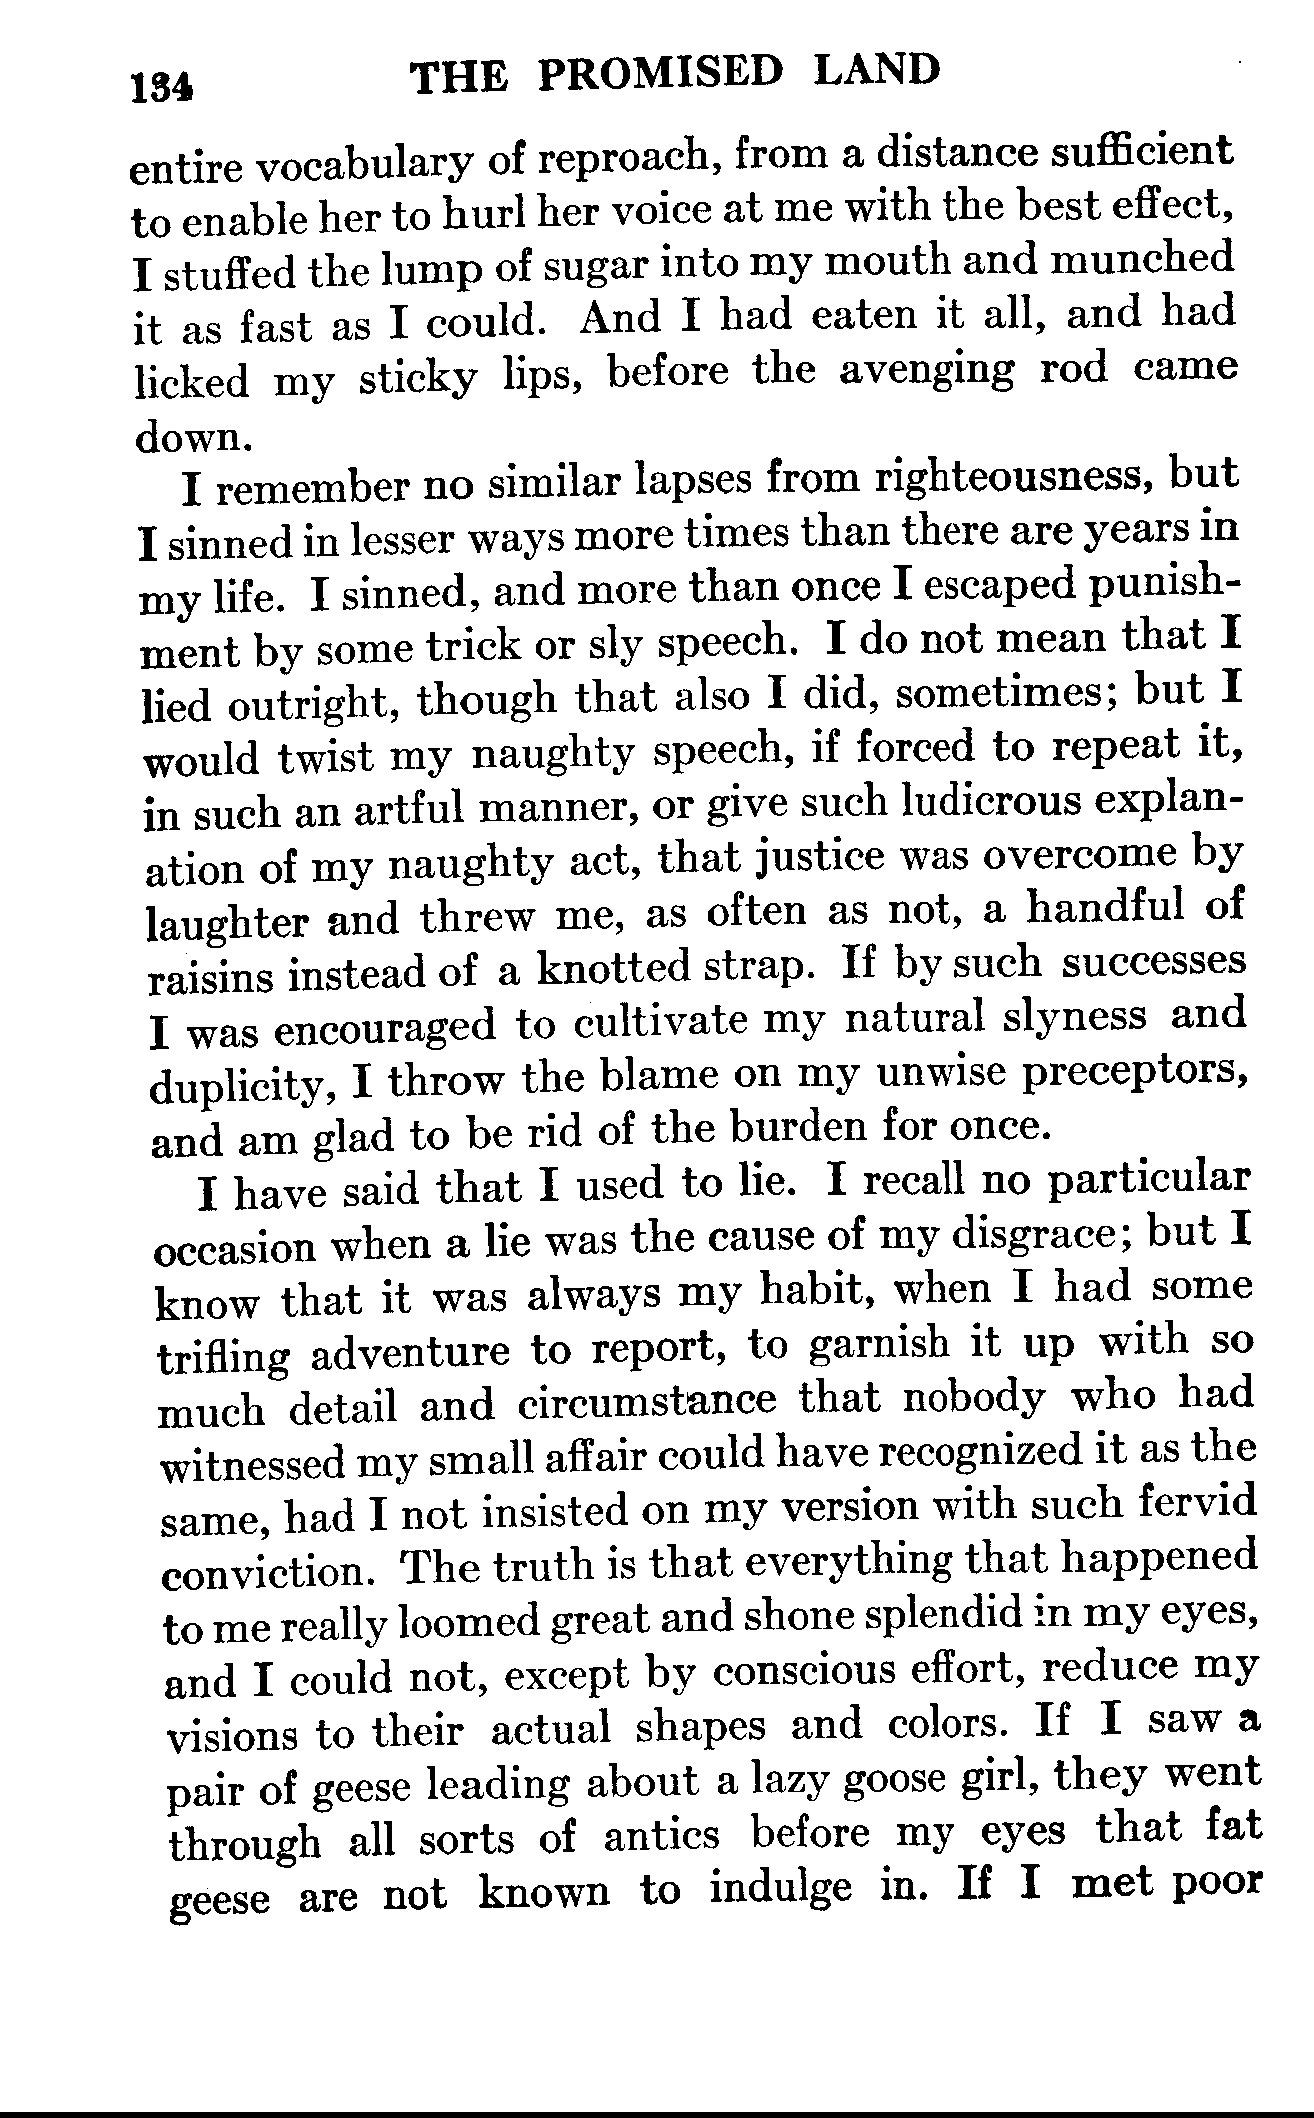 134 THE PROMISED LAND
entire vocabulary of reproach, from a distance sufficient
to enable her to hurl her voice at me with the best effect,
I stuffed the lump of sugar into my mouth and munched
it as fast as I could. And I had eaten it all, and had
licked my sticky lips, before the avenging rod came
down.
I remember no similar lapses from righteousness, but
I sinned in lesser ways more times than there are years in
my life. I sinned, and more than once I escaped punish-
ment by some trick or sly speech. I do not mean that I
lied outright, though that also I did, sometimes; but I
would twist my naughty speech, if forced to repeat it,
in such an artful manner, or give such ludicrous explan-
ation of my naughty act, that justice was overcome by
laughter and threw me, as often as not, a handful of
raisins instead of a knotted strap. If by such successes
I was encouraged to cultivate my natural slyness and
duplicity, I throw the blame on my unwise preceptors,
and am glad to be rid of the burden for once.
I have said that I used to lie. I recall no particular
occasion when a lie was the cause of my disgrace; but I
know that it was always my habit, when I had some
trifling adventure to report, to garnish it up with so
much detail and circumstance that nobody who had
witnessed my small affair could have recognized it as the
same, had I not insisted on my version with such fervid
conviction. The truth is that everything that happened
to me really loomed great and shone splendid in my eyes,
and I could not, except by conscious effort, reduce my
visions to their actual shapes and colors. If I saw a
pair of geese leading about a lazy goose girl, they went
through all sorts of antics before my eyes that fat
geese are not known to indulge in. If I met poor